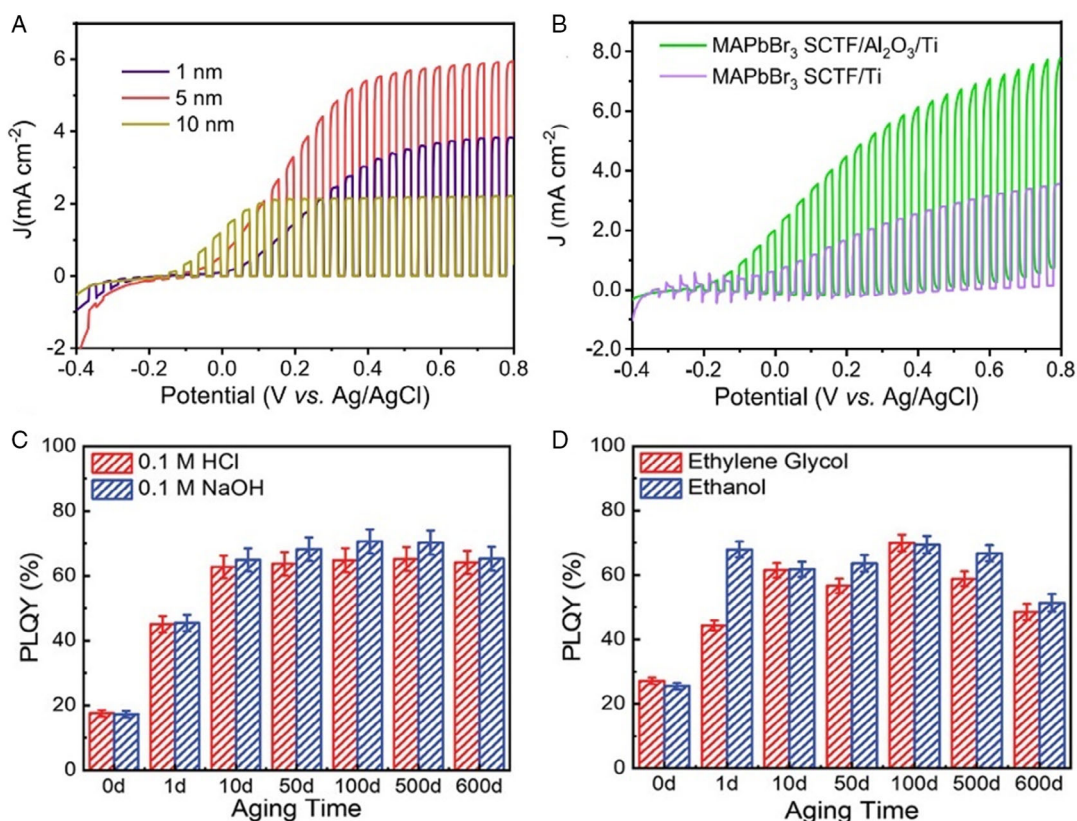 A
J(mA cm⁻²)
6
4
2
0
-2
1 nm
5 nm
10 nm
-0.4
-0.2
0.0
0.2
0.4
0.6
0.8
Potential (V vs. Ag/AgCl)
B
J (mA cm⁻²)
8.0
6.0
4.0
2.0
0.0
-2.0
MAPbBr₃ SCTF/Al₂O₃/Ti
MAPbBr₃ SCTF/Ti
-0.4
-0.2
0.0
0.2
0.4
0.6
0.8
Potential (V vs. Ag/AgCl)
C
PLQY (%)
100
80
60
40
20
0
0.1 M HCl
0.1 M NaOH
0d
1d
10d
50d
100d
500d
600d
Aging Time
D
PLQY (%)
100
80
60
40
20
0
Ethylene Glycol
Ethanol
0d
1d
10d
50d
100d
500d
600d
Aging Time